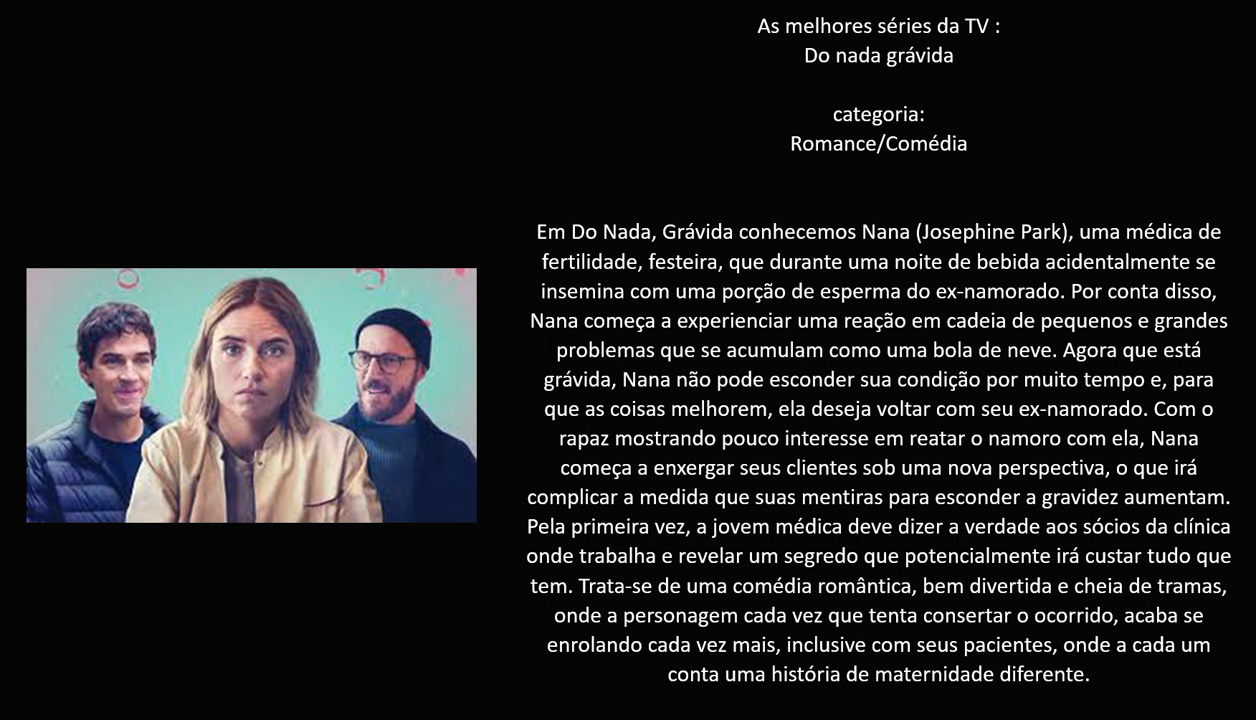 As melhores séries da TV :
Do nada grávida
categoria:
Romance/Comédia
Em Do Nada, Grávida conhecemos Nana (Josephine Park), uma médica de
fertilidade, festeira, que durante uma noite de bebida acidentalmente se
insemina com uma porção de esperma do ex-namorado. Por conta disso,
Nana começa a experienciar uma reação em cadeia de pequenos e grandes
problemas que se acumulam como uma bola de neve. Agora que está
grávida, Nana não pode esconder sua condição por muito tempo e, para
que as coisas melhorem, ela deseja voltar com seu ex-namorado. Com o
rapaz mostrando pouco interesse em reatar o namoro com ela, Nana
começa a enxergar seus clientes sob uma nova perspectiva, o que irá
complicar a medida que suas mentiras para esconder a gravidez aumentam.
Pela primeira vez, a jovem médica deve dizer a verdade aos sócios da clínica
onde trabalha e revelar um segredo que potencialmente irá custar tudo que
tem. Trata-se de uma comédia romântica, bem divertida e cheia de tramas,
onde a personagem cada vez que tenta consertar o ocorrido, acaba se
enrolando cada vez mais, inclusive com seus pacientes, onde a cada um
conta uma história de maternidade diferente.